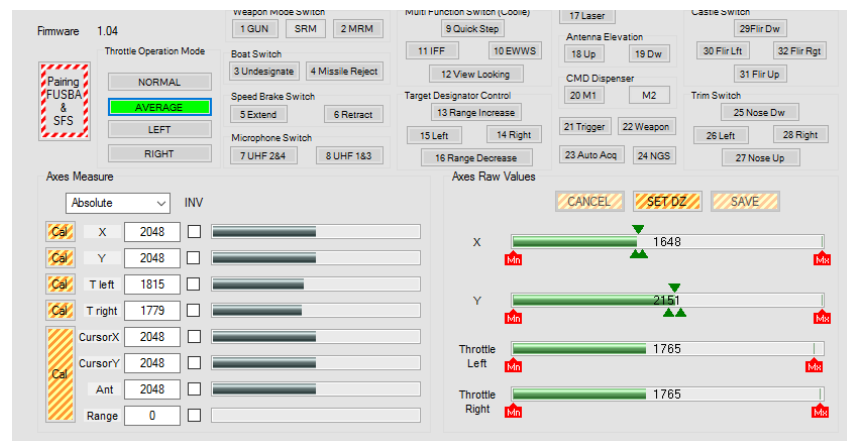 Weapon Mode Switch
Multi Function Switch (Coolie)
17 Laser
Castle Switch
Firmware 1.04
1 GUN SRM 2 MRM
9 Quick Step
29Flir Dw
Antenna Elevation
Throttle Operation Mode
Boat Switch
11 IFF 10 EWWS
18 Up 19 Dw
30 Flir Lft 32 Flir Rgt
Pairing
FUSBA
&
SFS
NORMAL
3 Undesignate 4 Missile Reject
12 View Looking
CMD Dispenser
31 Flir Up
AVERAGE
Speed Brake Switch
Target Designator Control
20 M1 M2
Trim Switch
5 Extend 6 Retract
13 Range Increase
25 Nose Dw
LEFT
15 Left 14 Right
21 Trigger 22 Weapon
26 Left 28 Right
Microphone Switch
RIGHT
7 UHF 2&4 8 UHF 1&3
16 Range Decrease
23 Auto Acq 24 NGS
27 Nose Up
Axes Measure
Absolute INV
Cal X 2048
Cal Y 2048
Cal T left 1815
Cal T right 1779
CursorX 2048
CursorY 2048
Cal
Ant 2048
Range 0
Axes Raw Values
CANCEL SET DZ SAVE
X 1648
Mn Mx
Y 2151
Mn Mx
Throttle Left 1765
Mn Mx
Throttle Right 1765
Mn Mx